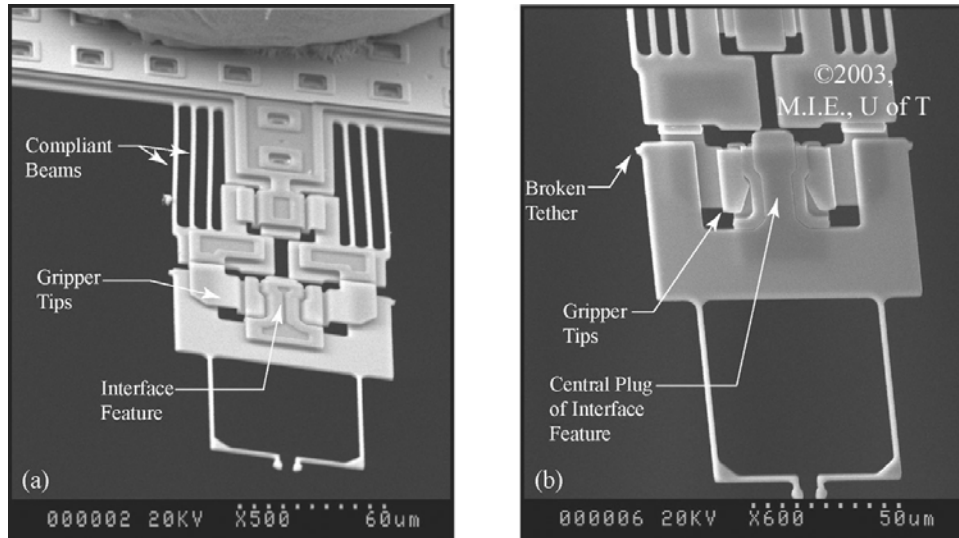 Compliant
Beams
Gripper
Tips
Interface
Feature
(a)
000002 20KV X500 60um
©2003,
M.I.E., U of T
Broken
Tether
Gripper
Tips
Central Plug
of Interface
Feature
(b)
000006 20KV X600 50um